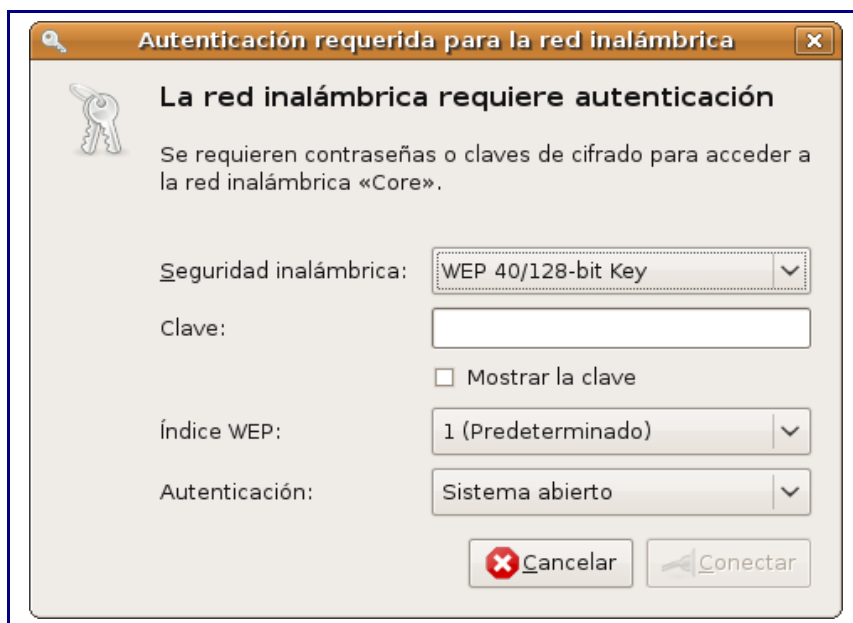 Autenticación requerida para la red inalámbrica
La red inalámbrica requiere autenticación
Se requieren contraseñas o claves de cifrado para acceder a
la red inalámbrica «Core».
Seguridad inalámbrica: WEP 40/128-bit Key
Clave:
Mostrar la clave
Índice WEP: 1 (Predeterminado)
Autenticación: Sistema abierto
Cancelar Conectar